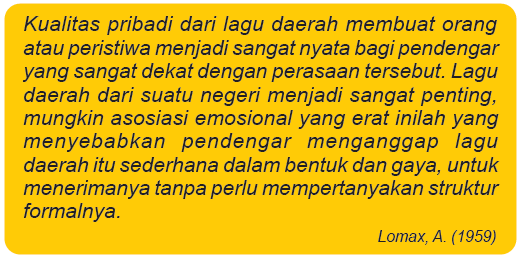 Kualitas pribadi dari lagu daerah membuat orang
atau peristiwa menjadi sangat nyata bagi pendengar
yang sangat dekat dengan perasaan tersebut. Lagu
daerah dari suatu negeri menjadi sangat penting,
mungkin asosiasi emosional yang erat inilah yang
menyebabkan pendengar menganggap lagu
daerah itu sederhana dalam bentuk dan gaya, untuk
menerimanya tanpa perlu mempertanyakan struktur
formalnya.
Lomax, A. (1959)